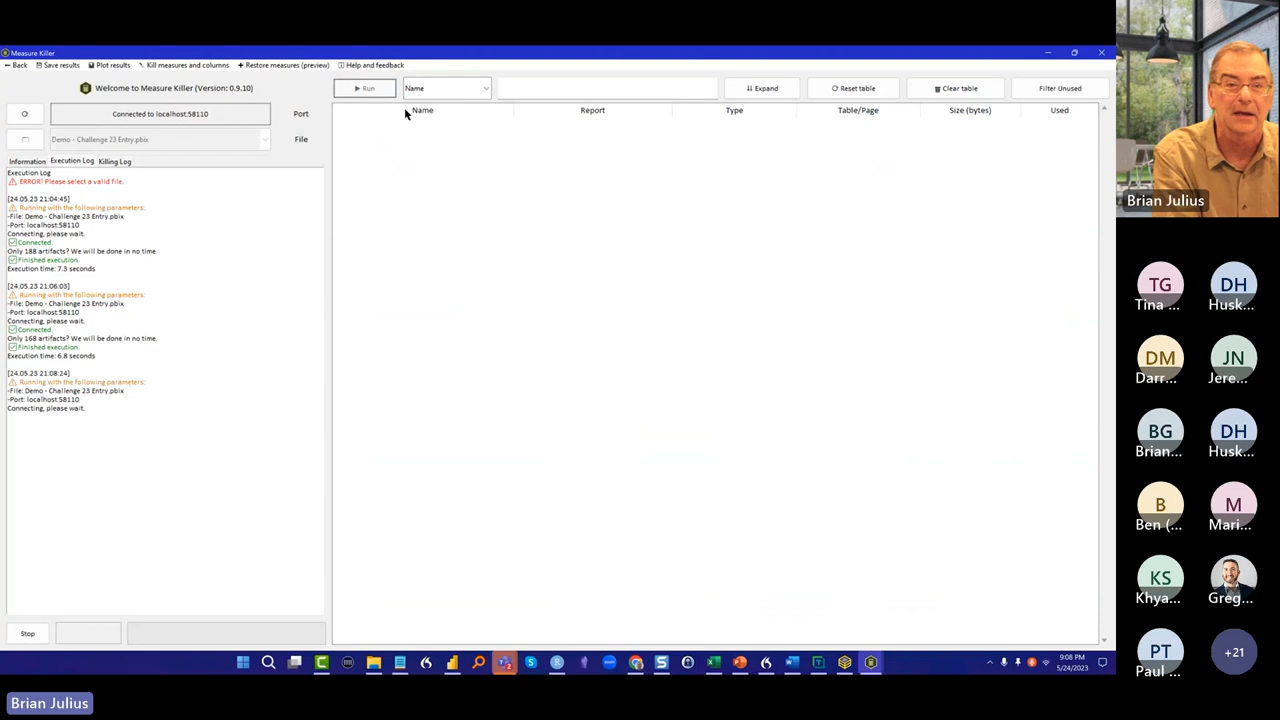 Measure Killer
Back Save results Plot results Kill measures and columns Restore measures (preview) Help and feedback
Welcome to Measure Killer (Version: 0.9.10)
Run Name Expand Reset table Clear table Filter Unused
Connected to localhost:58110 Port
Name Report Type Table/Page Size (bytes) Used
Demo - Challenge 23 Entry.pbix File
Information Execution Log Killing Log
Execution Log
ERROR! Please select a valid file.
[24.05.23 21:04:45]
Running with the following parameters:
-File: Demo - Challenge 23 Entry.pbix
-Port: localhost:58110
Connecting, please wait.
Connected.
Only 188 artifacts? We will be done in no time.
Finished execution.
Execution time: 7.3 seconds
[24.05.23 21:06:03]
Running with the following parameters:
-File: Demo - Challenge 23 Entry.pbix
-Port: localhost:58110
Connecting, please wait.
Connected.
Only 168 artifacts? We will be done in no time.
Finished execution.
Execution time: 6.8 seconds
[24.05.23 21:08:24]
Running with the following parameters:
-File: Demo - Challenge 23 Entry.pbix
-Port: localhost:58110
Connecting, please wait.
Stop
9:08 PM
5/24/2023
Brian Julius
Brian Julius
TG DH
Tina ... Husk...
DM JN
Darr... Jere...
BG DH
Brian... Husk...
B M
Ben (... Mari...
KS
Khya... Greg...
PT +21
Paul ...